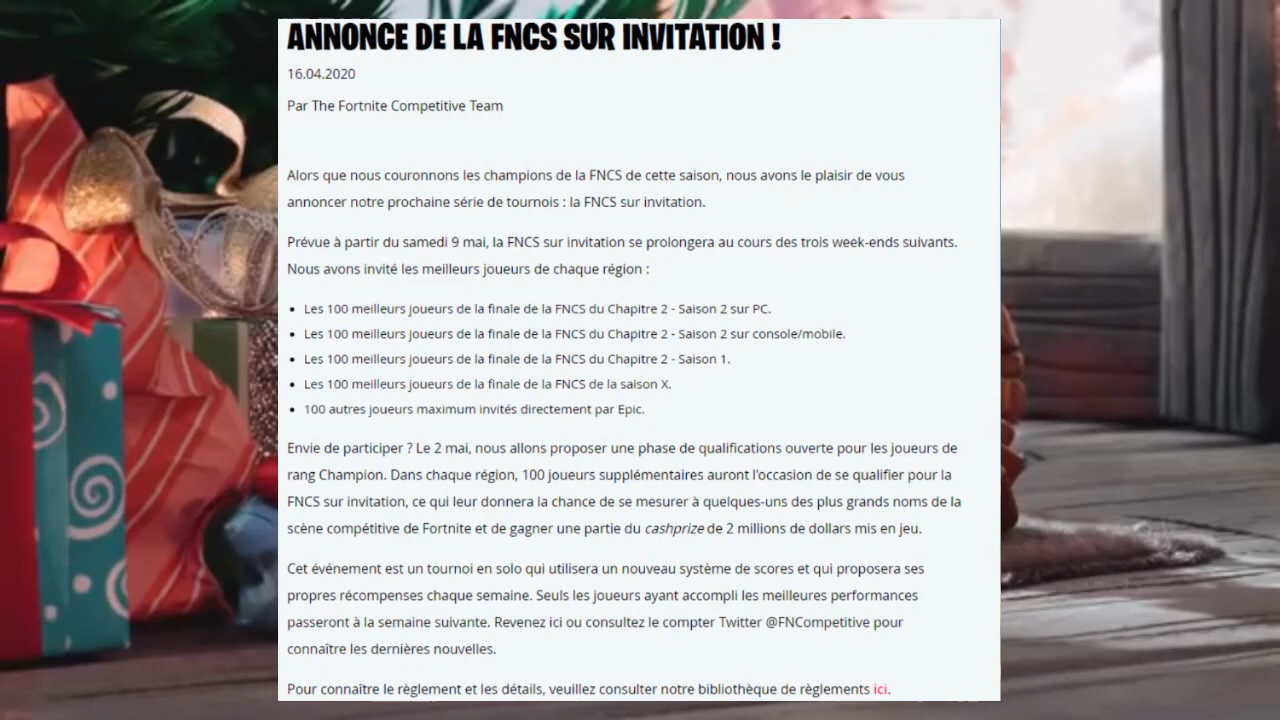 ANNONCE DE LA FNCS SUR INVITATION !
16.04.2020
Par The Fortnite Competitive Team
Alors que nous couronnons les champions de la FNCS de cette saison, nous avons le plaisir de vous
annoncer notre prochaine série de tournois : la FNCS sur invitation.
Prévue à partir du samedi 9 mai, la FNCS sur invitation se prolongera au cours des trois week-ends suivants.
Nous avons invité les meilleurs joueurs de chaque région :
• Les 100 meilleurs joueurs de la finale de la FNCS du Chapitre 2 - Saison 2 sur PC.
• Les 100 meilleurs joueurs de la finale de la FNCS du Chapitre 2 - Saison 2 sur console/mobile.
• Les 100 meilleurs joueurs de la finale de la FNCS du Chapitre 2 - Saison 1.
• Les 100 meilleurs joueurs de la finale de la FNCS de la saison X.
• 100 autres joueurs maximum invités directement par Epic.
Envie de participer ? Le 2 mai, nous allons proposer une phase de qualifications ouverte pour les joueurs de
rang Champion. Dans chaque région, 100 joueurs supplémentaires auront l'occasion de se qualifier pour la
FNCS sur invitation, ce qui leur donnera la chance de se mesurer à quelques-uns des plus grands noms de la
scène compétitive de Fortnite et de gagner une partie du cashprize de 2 millions de dollars mis en jeu.
Cet événement est un tournoi en solo qui utilisera un nouveau système de scores et qui proposera ses
propres récompenses chaque semaine. Seuls les joueurs ayant accompli les meilleures performances
passeront à la semaine suivante. Revenez ici ou consultez le compter Twitter @FNCompetitive pour
connaître les dernières nouvelles.
Pour connaître le règlement et les détails, veuillez consulter notre bibliothèque de règlements ici.